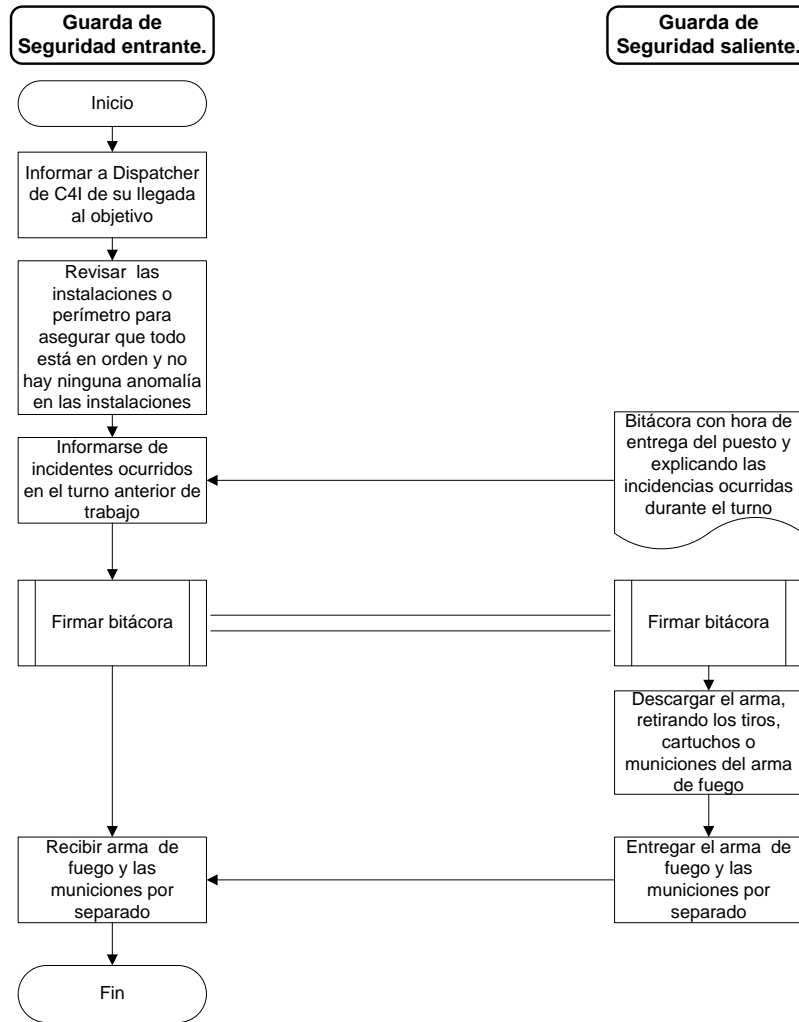 Guarda de
Seguridad entrante.
Guarda de
Seguridad saliente.
Inicio
Informar a Dispatcher
de C4I de su llegada
al objetivo
Revisar las
instalaciones o
perímetro para
asegurar que todo
está en orden y no
hay ninguna anomalía
en las instalaciones
Informarse de
incidentes ocurridos
en el turno anterior de
trabajo
Bitácora con hora de
entrega del puesto y
explicando las
incidencias ocurridas
durante el turno
Firmar bitácora
Firmar bitácora
Descargar el arma,
retirando los tiros,
cartuchos o
municiones del arma
de fuego
Recibir arma de
fuego y las
municiones por
separado
Entregar el arma de
fuego y las
municiones por
separado
Fin